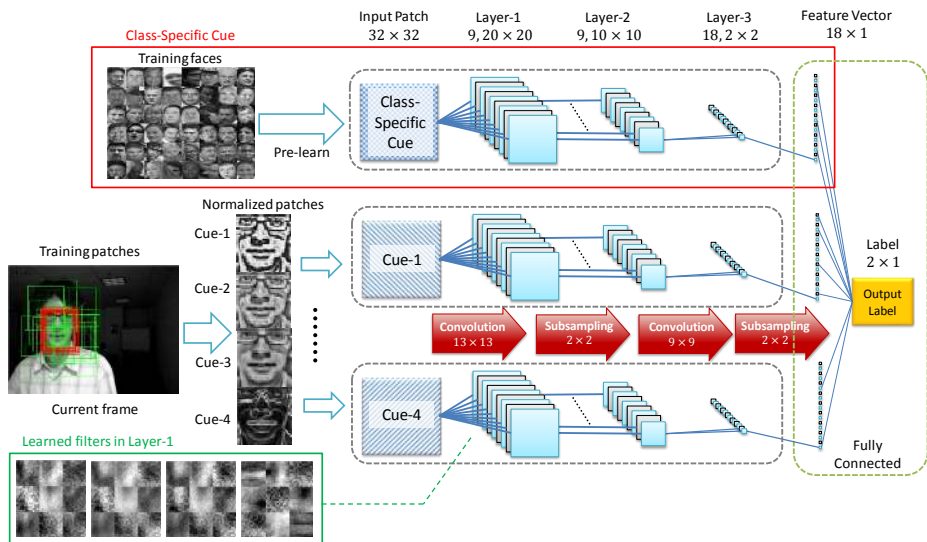 Input Patch
32 × 32
Layer-1
9, 20 × 20
Layer-2
9, 10 × 10
Layer-3
18, 2 × 2
Feature Vector
18 × 1
Class-Specific Cue
Training faces
Pre-learn
Class-
Specific
Cue
Normalized patches
Cue-1
Cue-2
Cue-3
Cue-4
Training patches
Current frame
Cue-1
Convolution
13 × 13
Subsampling
2 × 2
Convolution
9 × 9
Subsampling
2 × 2
Cue-4
Label
2 × 1
Output
Label
Fully
Connected
Learned filters in Layer-1